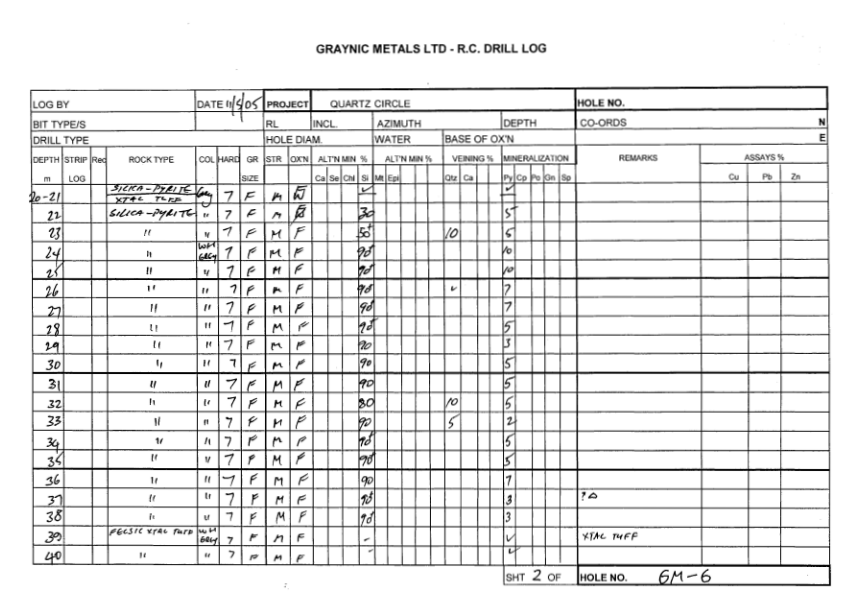 GRAYNIC METALS LTD - R.C. DRILL LOG
LOG BY DATE 11/5/05 PROJECT QUARTZ CIRCLE HOLE NO.
BIT TYPE/S RL INCL. AZIMUTH DEPTH CO-ORDS N
DRILL TYPE HOLE DIAM. WATER BASE OF OX'N E
DEPTH STRIP Rec ROCK TYPE COL HARD GR STR OX'N ALT'N MIN % ALT'N MIN % VEINING % MINERALIZATION REMARKS ASSAYS %
m LOG SIZE Ca Se Chl Si Mt Epi Qtz Ca Py Cp Po Gn Sp Cu Pb Zn
20-21 SILICA-PYRITE XTAL TUFF Grey 7 F M ✓ ✓
22 SILICA-PYRITE " 7 F M 30 5
23 " " 7 F M F 50+ 10 5
24 " WH GREY 7 F M F 90+ 10
25 " " 7 F M F 90+ 10
26 " " 7 F M F 90+ ✓ 7
27 " " 7 F M F 90+ 7
28 " " 7 F M F 90+ 5
29 " " 7 F M F 90 3
30 " " 7 F M F 90 5
31 " " 7 F M F 90 5
32 " " 7 F M F 80 10 5
33 " " 7 F M F 90 5 2
34 " " 7 F M F 90+ 5
35 " " 7 F M F 90+ 5
36 " " 7 F M F 90 7
37 " " 7 F M F 90+ 3
38 " " 7 F M F 90+ 3
39 FELSIC XTAL TUFF WH GREY 7 F M F - ✓ XTAL TUFF
40 " " 7 F M F - ✓
SHT 2 OF HOLE NO. GM-6